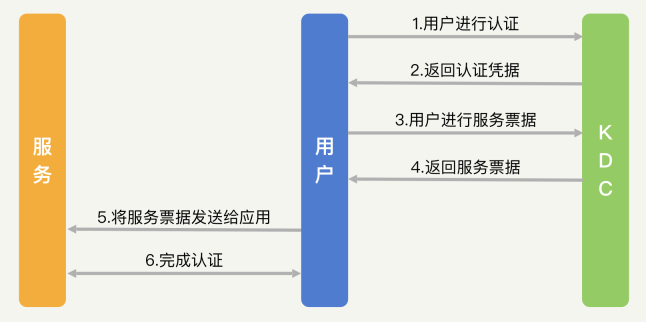 1.用户进行认证
2.返回认证凭据
3.用户进行服务票据
4.返回服务票据
5.将服务票据发送给应用
6.完成认证
服务
用户
KDC